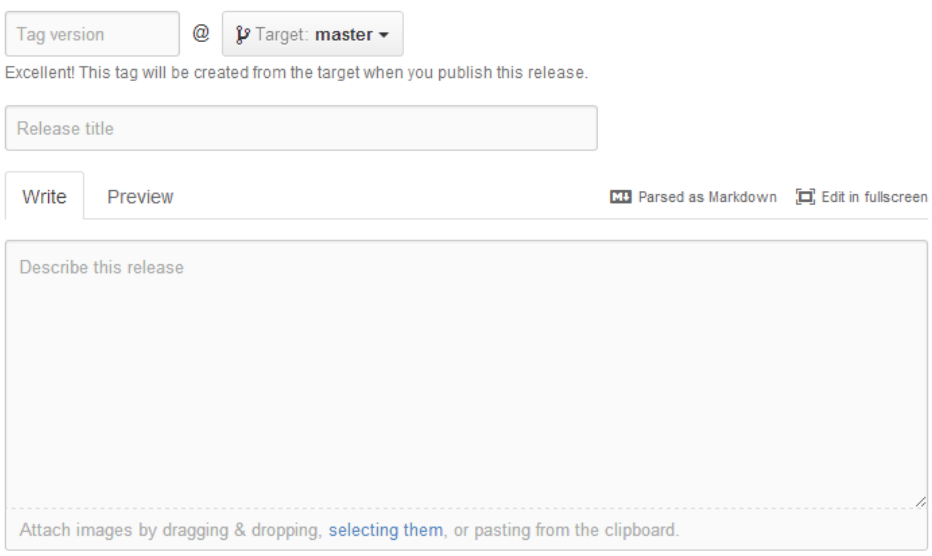 Tag version @ Target: master
Excellent! This tag will be created from the target when you publish this release.
Release title
Write Preview M↓ Parsed as Markdown Edit in fullscreen
Describe this release
Attach images by dragging & dropping, selecting them, or pasting from the clipboard.